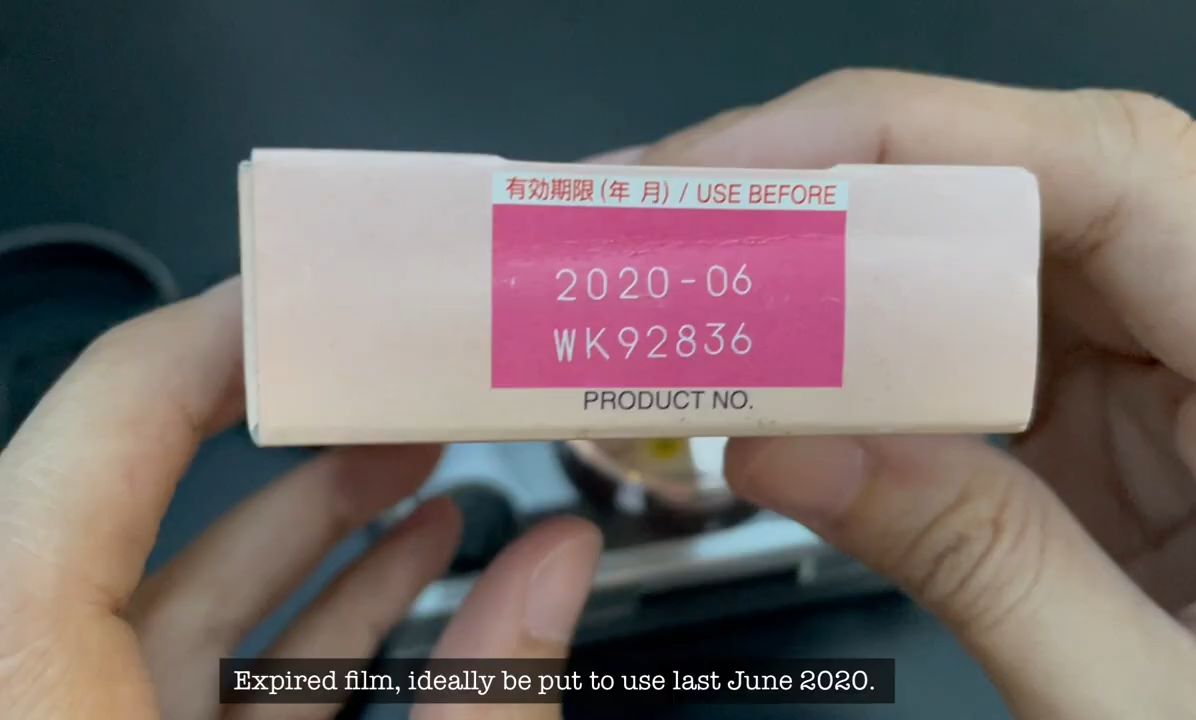 有効期限 (年 月) / USE BEFORE
2020-06
WK92836
PRODUCT NO.
Expired film, ideally be put to use last June 2020.